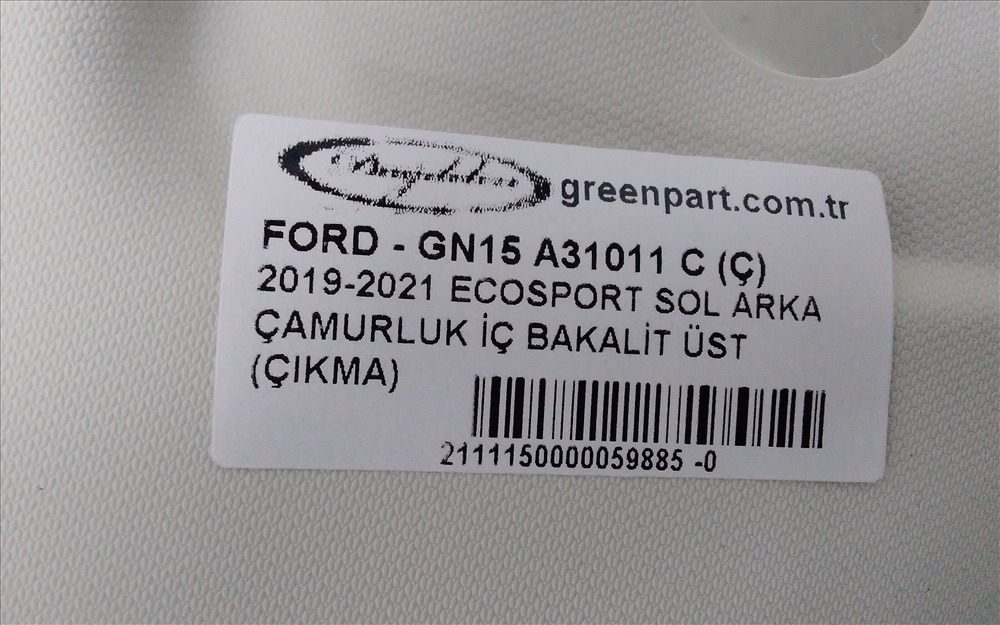 greenpart.com.tr
FORD - GN15 A31011 C (Ç)
2019-2021 ECOSPORT SOL ARKA
ÇAMURLUK İÇ BAKALİT ÜST
(ÇIKMA)
2111150000059885 -0